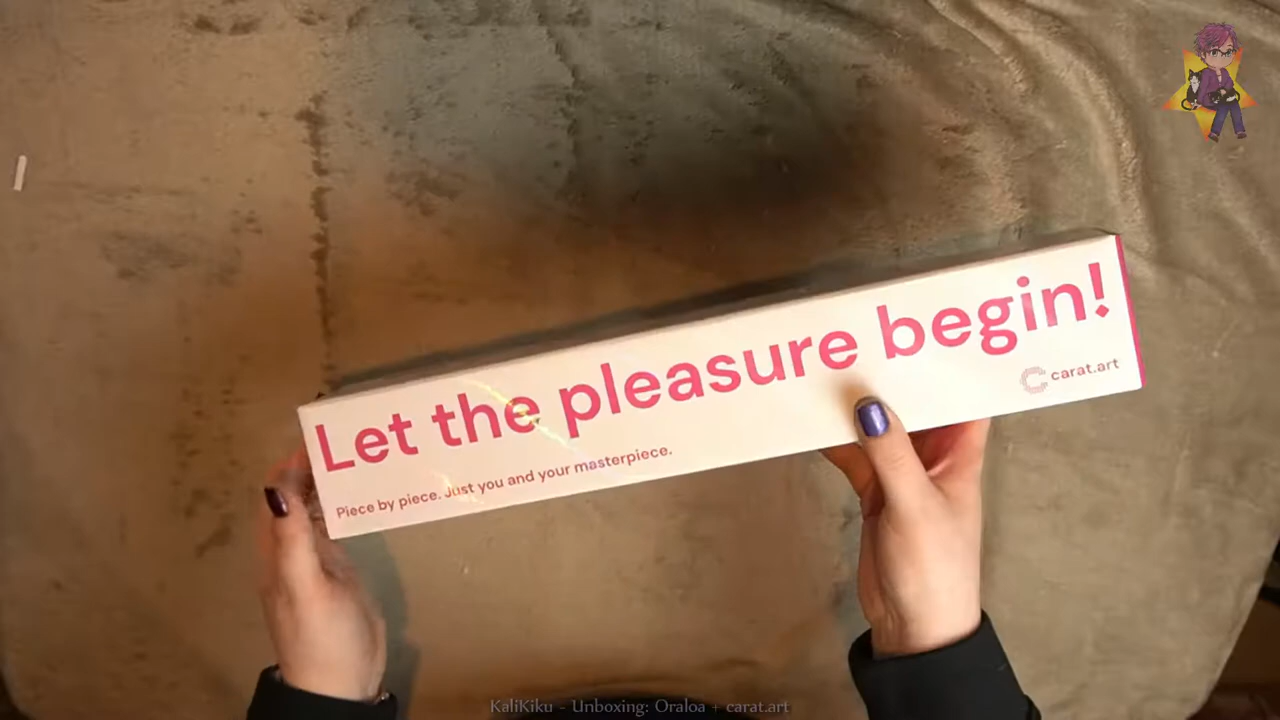 Let the pleasure begin!
Piece by piece. Just you and your masterpiece.
carat.art
KaliKiku - Unboxing: Oraloa + carat.art